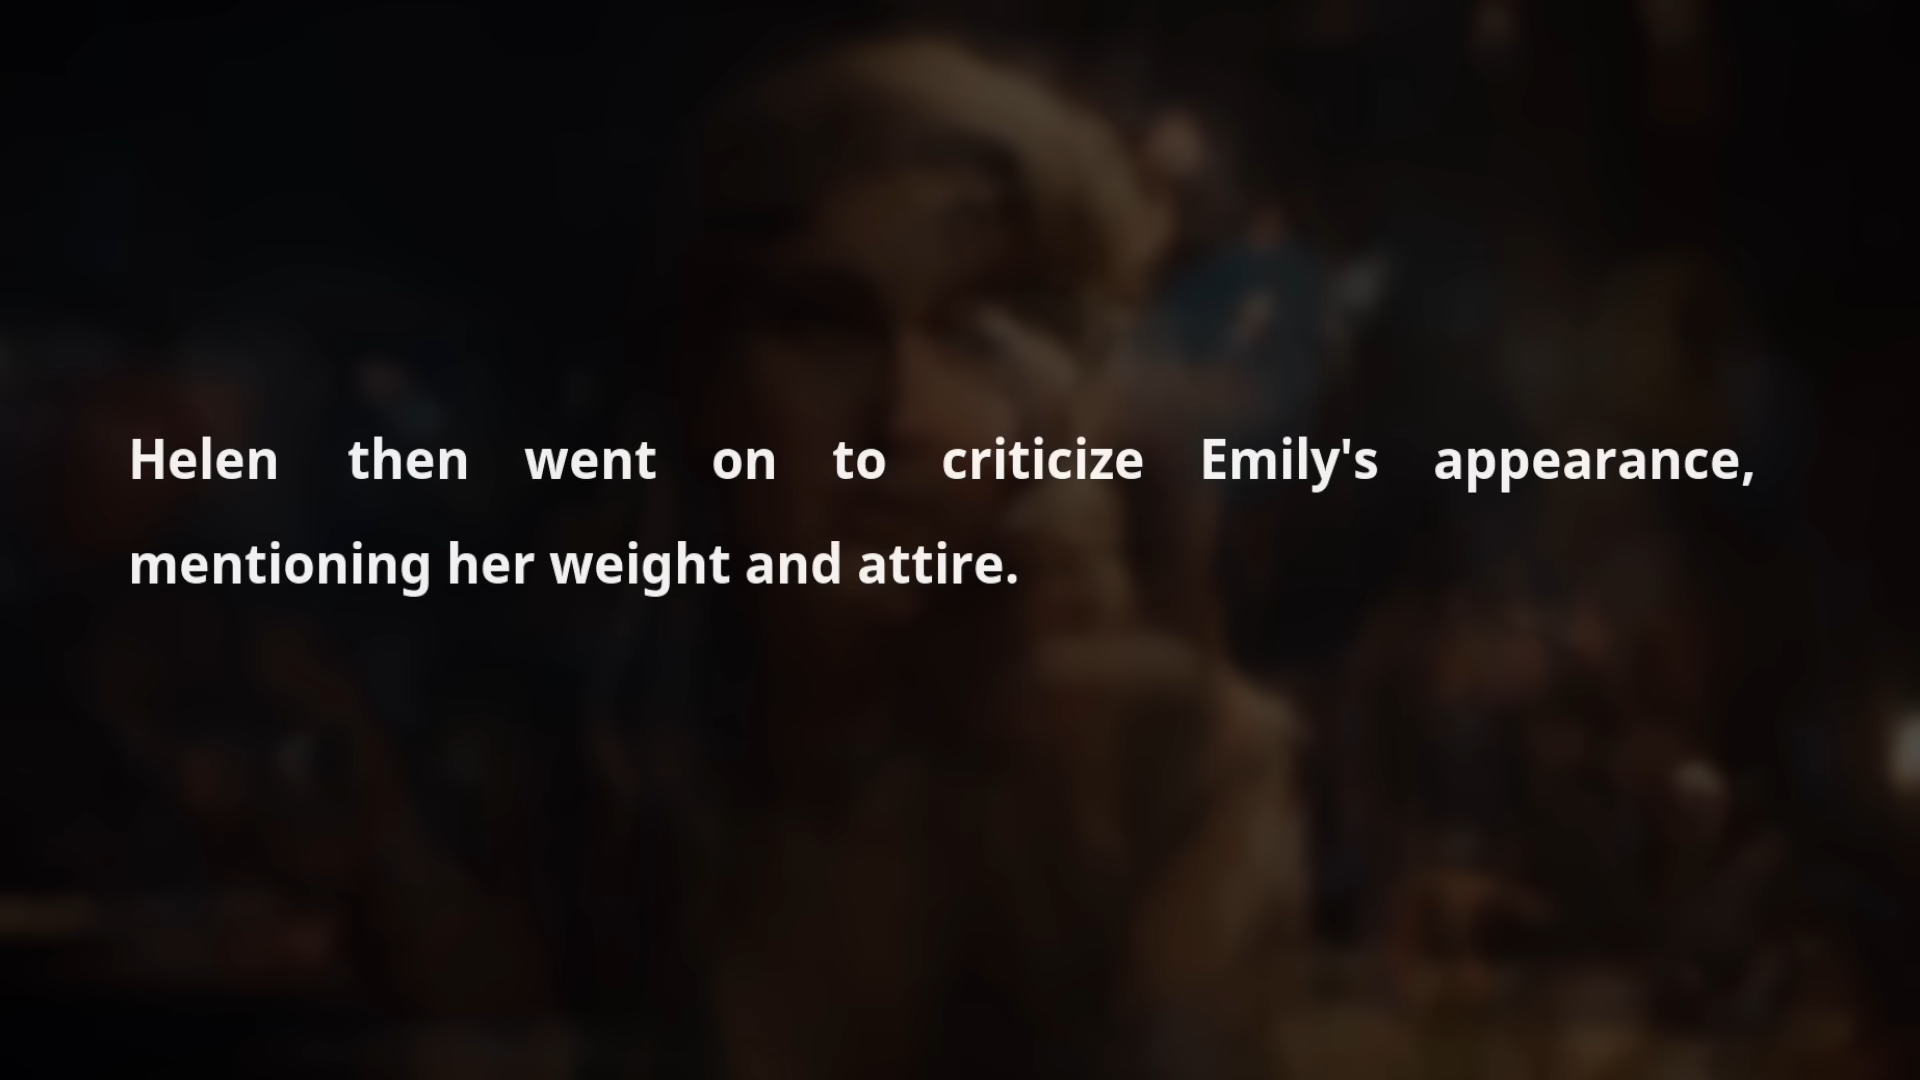 Helen then went on to criticize Emily's appearance,
mentioning her weight and attire.